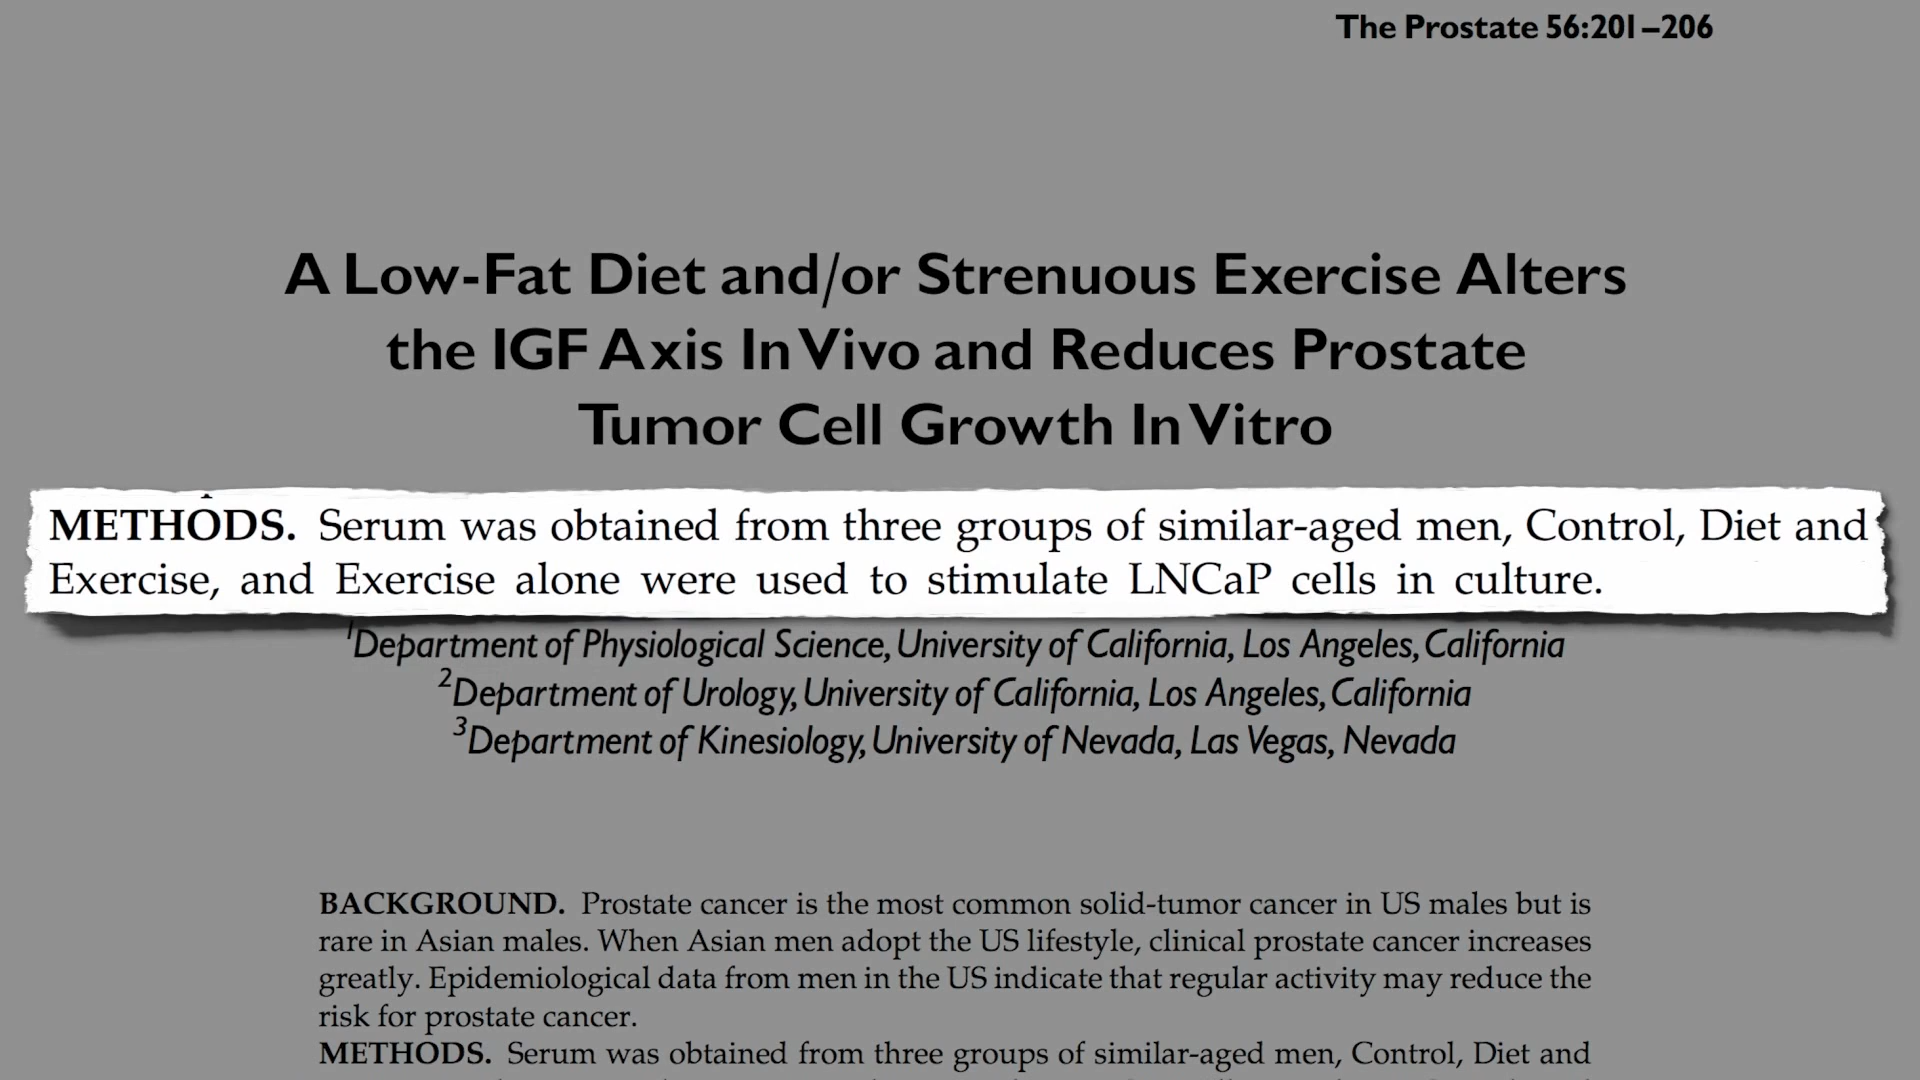 The Prostate 56:201–206
A Low-Fat Diet and/or Strenuous Exercise Alters
the IGF Axis In Vivo and Reduces Prostate
Tumor Cell Growth In Vitro
METHODS. Serum was obtained from three groups of similar-aged men, Control, Diet and
Exercise, and Exercise alone were used to stimulate LNCaP cells in culture.
1Department of Physiological Science, University of California, Los Angeles, California
2Department of Urology, University of California, Los Angeles, California
3Department of Kinesiology, University of Nevada, Las Vegas, Nevada
BACKGROUND. Prostate cancer is the most common solid-tumor cancer in US males but is
rare in Asian males. When Asian men adopt the US lifestyle, clinical prostate cancer increases
greatly. Epidemiological data from men in the US indicate that regular activity may reduce the
risk for prostate cancer.
METHODS. Serum was obtained from three groups of similar-aged men, Control, Diet and